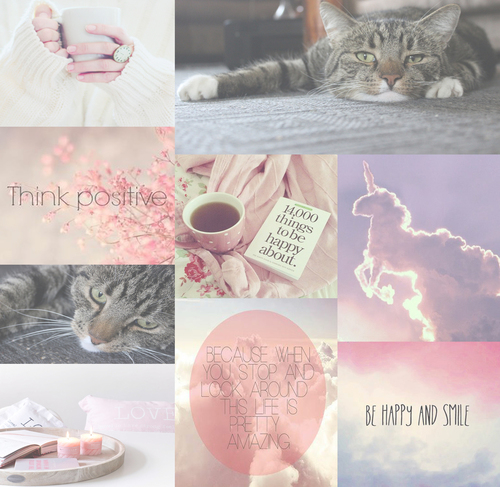 Think positive
14,000
things
to be
happy
about.
BECAUSE WHEN
YOU STOP AND
LOOK AROUND
THIS LIFE IS
PRETTY
AMAZING
LOVE
BE HAPPY AND SMILE